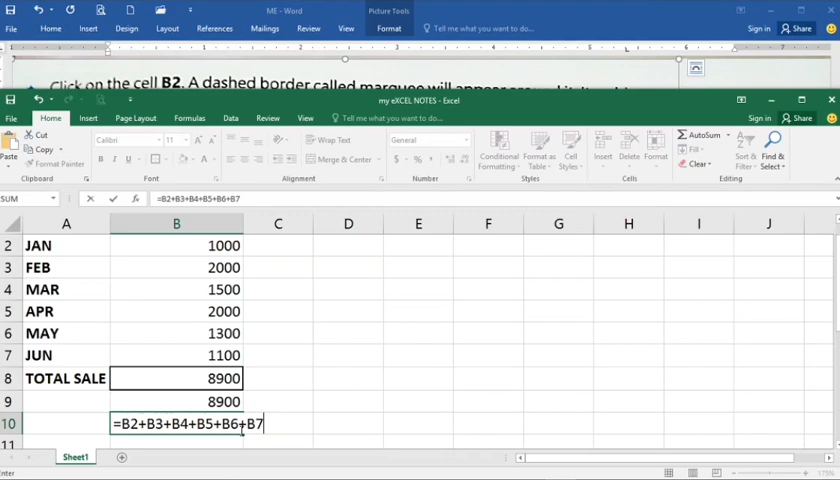 ME - Word
Picture Tools
File Home Insert Design Layout References Mailings Review View Format Tell me what you want to do... Sign in Share
Click on the cell B2. A dashed border called marquee will appear
my eXCEL NOTES - Excel
File Home Insert Page Layout Formulas Data Review View Tell me what you want to do... Sign in Share
Paste Cut Copy Format Painter
Clipboard
Calibri 11
B I U
Font
Wrap Text
Merge & Center
Alignment
General
$ % ,
Number
Conditional Formatting
Format as Table
Cell Styles
Styles
Insert Delete Format
Cells
AutoSum
Fill
Clear
Sort & Filter
Find & Select
Editing
SUM fx =B2+B3+B4+B5+B6+B7
A B C D E F G H I J
2 JAN 1000
3 FEB 2000
4 MAR 1500
5 APR 2000
6 MAY 1300
7 JUN 1100
8 TOTAL SALE 8900
9 8900
10 =B2+B3+B4+B5+B6+B7
11
Sheet1
Enter
175%